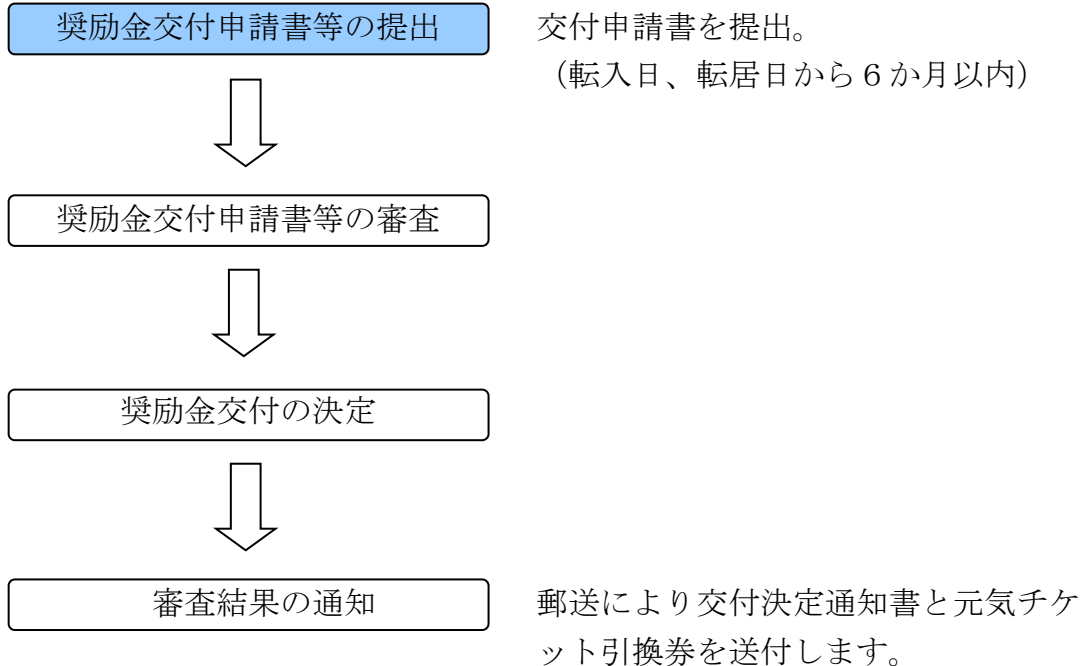 奨励金交付申請書等の提出
交付申請書を提出。
（転入日、転居日から６か月以内）
奨励金交付申請書等の審査
奨励金交付の決定
審査結果の通知
郵送により交付決定通知書と元気チケ
ット引換券を送付します。